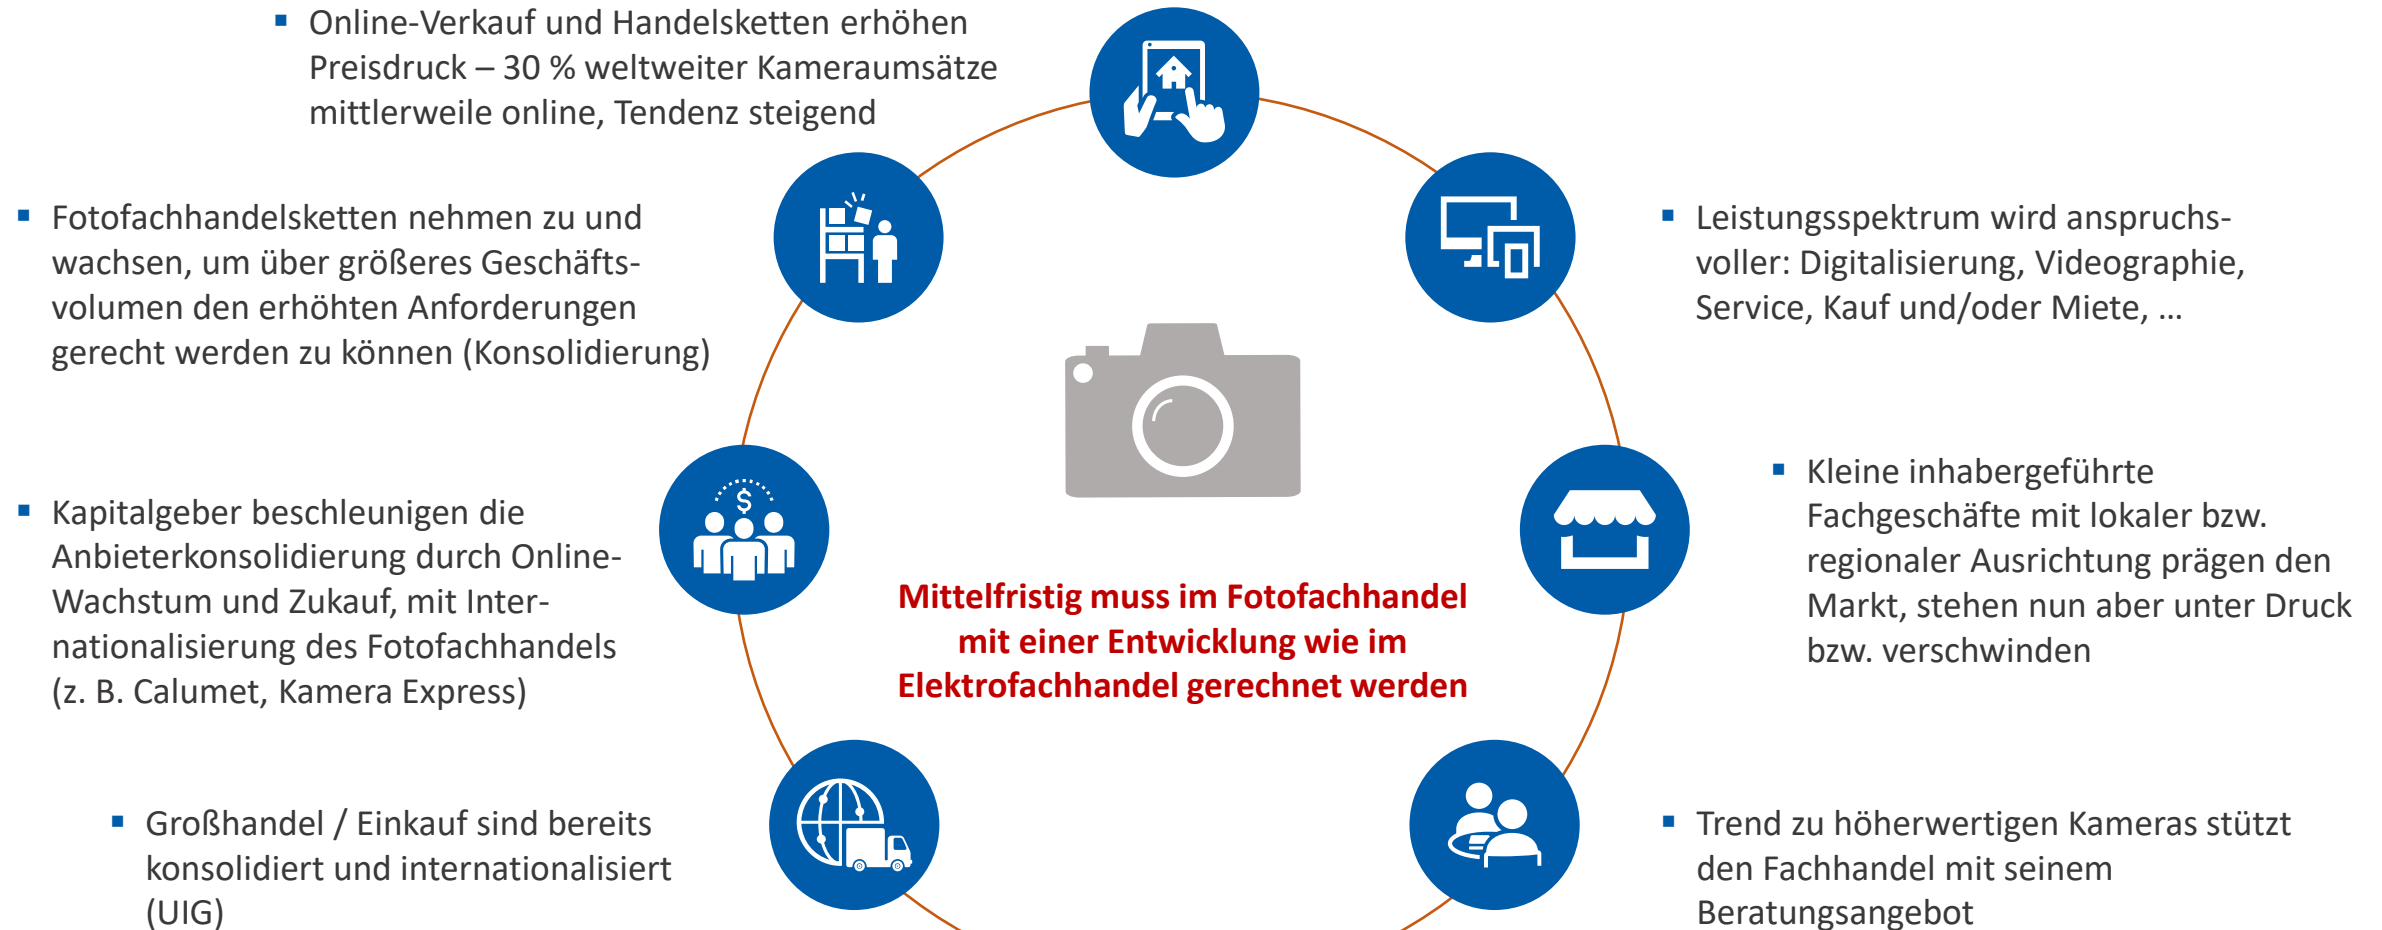 Online-Verkauf und Handelsketten erhöhen
Preisdruck – 30 % weltweiter Kameraumsätze
mittlerweile online, Tendenz steigend
Fotofachhandelsketten nehmen zu und
wachsen, um über größeres Geschäfts-
volumen den erhöhten Anforderungen
gerecht werden zu können (Konsolidierung)
Kapitalgeber beschleunigen die
Anbieterkonsolidierung durch Online-
Wachstum und Zukauf, mit Inter-
nationalisierung des Fotofachhandels
(z. B. Calumet, Kamera Express)
Großhandel / Einkauf sind bereits
konsolidiert und internationalisiert
(UIG)
$
Mittelfristig muss im Fotofachhandel
mit einer Entwicklung wie im
Elektrofachhandel gerechnet werden
Leistungsspektrum wird anspruchs-
voller: Digitalisierung, Videographie,
Service, Kauf und/oder Miete, …
Kleine inhabergeführte
Fachgeschäfte mit lokaler bzw.
regionaler Ausrichtung prägen den
Markt, stehen nun aber unter Druck
bzw. verschwinden
Trend zu höherwertigen Kameras stützt
den Fachhandel mit seinem
Beratungsangebot